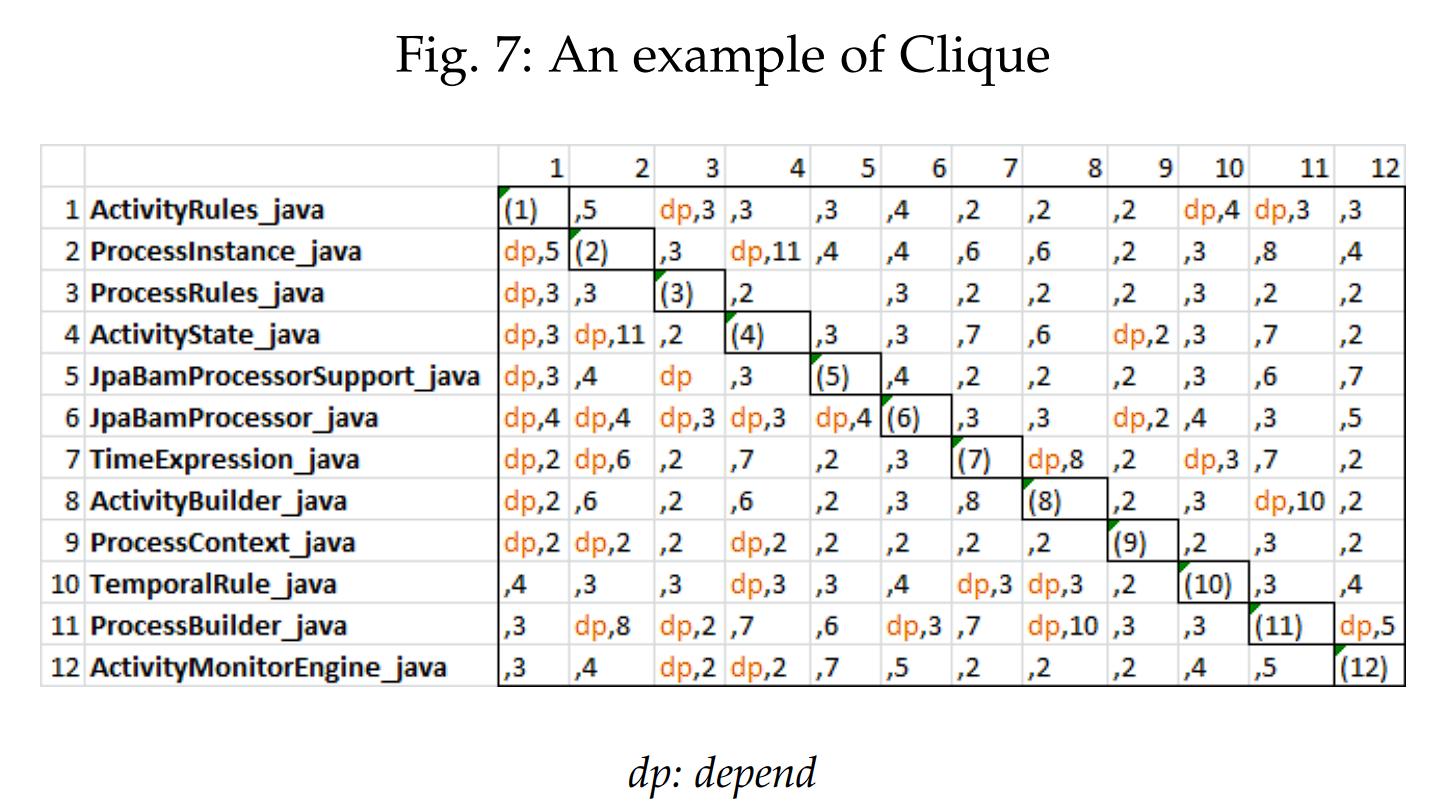 Fig. 7: An example of Clique
1 2 3 4 5 6 7 8 9 10 11 12
1 ActivityRules_java (1) ,5 dp,3 ,3 ,3 ,4 ,2 ,2 ,2 dp,4 dp,3 ,3
2 ProcessInstance_java dp,5 (2) ,3 dp,11 ,4 ,4 ,6 ,6 ,2 ,3 ,8 ,4
3 ProcessRules_java dp,3 ,3 (3) ,2 ,3 ,2 ,2 ,2 ,3 ,2 ,2
4 ActivityState_java dp,3 dp,11 ,2 (4) ,3 ,3 ,7 ,6 dp,2 ,3 ,7 ,2
5 JpaBamProcessorSupport_java dp,3 ,4 dp ,3 (5) ,4 ,2 ,2 ,2 ,3 ,6 ,7
6 JpaBamProcessor_java dp,4 dp,4 dp,3 dp,3 dp,4 (6) ,3 ,3 dp,2 ,4 ,3 ,5
7 TimeExpression_java dp,2 dp,6 ,2 ,7 ,2 ,3 (7) dp,8 ,2 dp,3 ,7 ,2
8 ActivityBuilder_java dp,2 ,6 ,2 ,6 ,2 ,3 ,8 (8) ,2 ,3 dp,10 ,2
9 ProcessContext_java dp,2 dp,2 ,2 dp,2 ,2 ,2 ,2 ,2 (9) ,2 ,3 ,2
10 TemporalRule_java ,4 ,3 ,3 dp,3 ,3 ,4 dp,3 dp,3 ,2 (10) ,3 ,4
11 ProcessBuilder_java ,3 dp,8 dp,2 ,7 ,6 dp,3 ,7 dp,10 ,3 ,3 (11) dp,5
12 ActivityMonitorEngine_java ,3 ,4 dp,2 dp,2 ,7 ,5 ,2 ,2 ,2 ,4 ,5 (12)
dp: depend